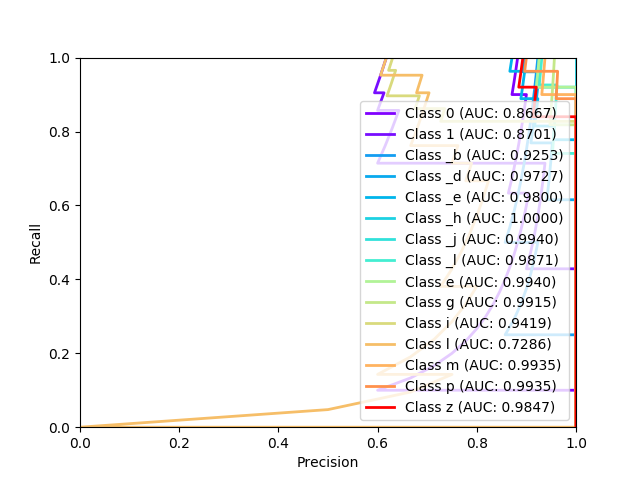 1.0
0.8
0.6
0.4
0.2
0.0
Recall
Class 0 (AUC: 0.8667)
Class 1 (AUC: 0.8701)
Class _b (AUC: 0.9253)
Class _d (AUC: 0.9727)
Class _e (AUC: 0.9800)
Class _h (AUC: 1.0000)
Class _j (AUC: 0.9940)
Class _l (AUC: 0.9871)
Class e (AUC: 0.9940)
Class g (AUC: 0.9915)
Class i (AUC: 0.9419)
Class l (AUC: 0.7286)
Class m (AUC: 0.9935)
Class p (AUC: 0.9935)
Class z (AUC: 0.9847)
0.0 0.2 0.4 0.6 0.8 1.0
Precision